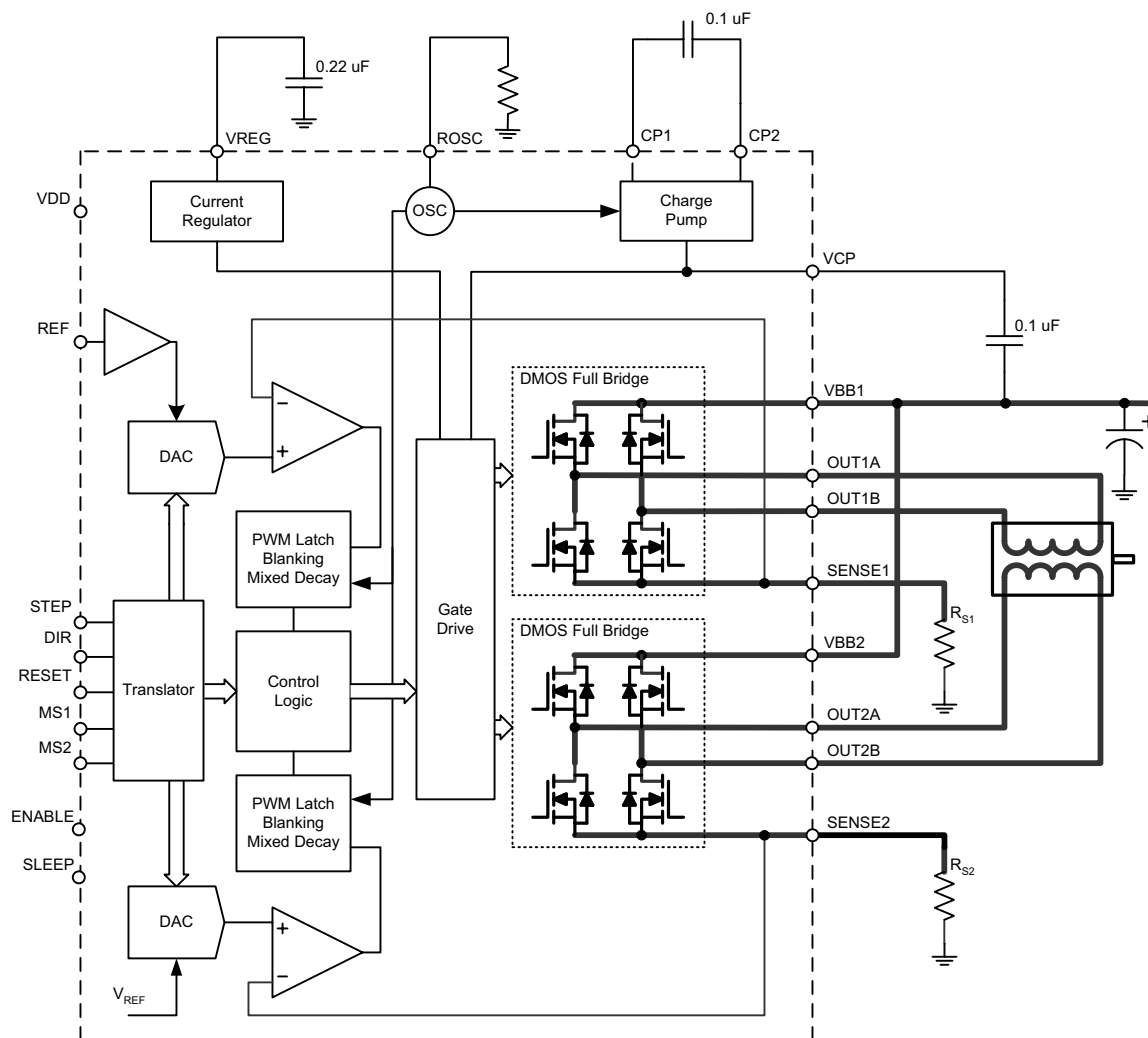 0.1 uF
0.22 uF
VREG
ROSC
CP1
CP2
VDD
Current
Regulator
OSC
Charge
Pump
VCP
REF
0.1 uF
DMOS Full Bridge
VBB1
DAC
−
+
+
OUT1A
OUT1B
PWM Latch
Blanking
Mixed Decay
SENSE1
STEP
DIR
RESET
MS1
MS2
Translator
Control
Logic
Gate
Drive
RS1
DMOS Full Bridge
VBB2
OUT2A
OUT2B
PWM Latch
Blanking
Mixed Decay
ENABLE
SLEEP
SENSE2
RS2
DAC
+
−
VREF